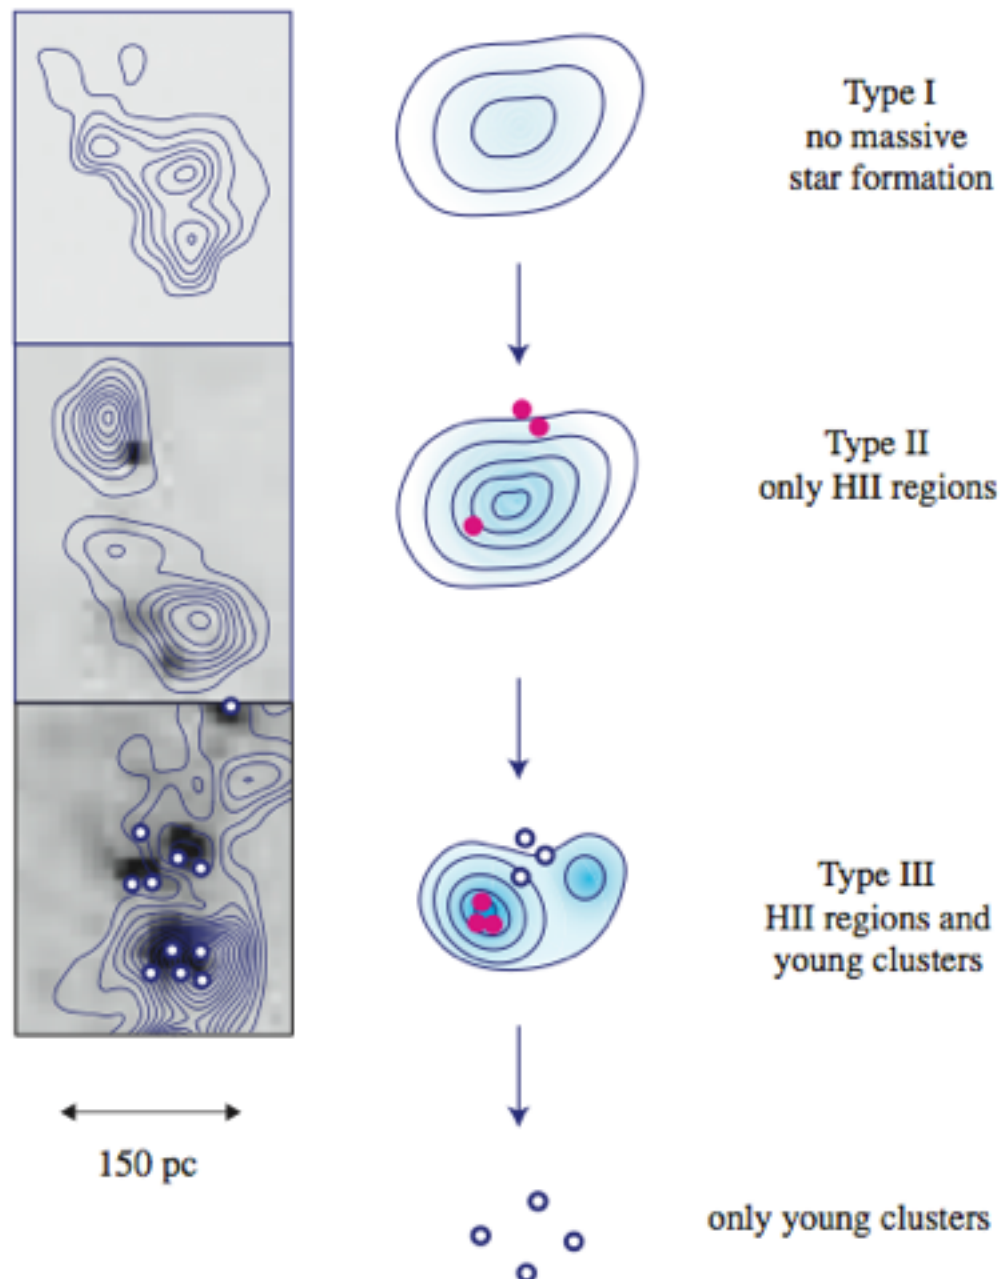 Type I
no massive
star formation
Type II
only HII regions
Type III
HII regions and
young clusters
150 pc
only young clusters